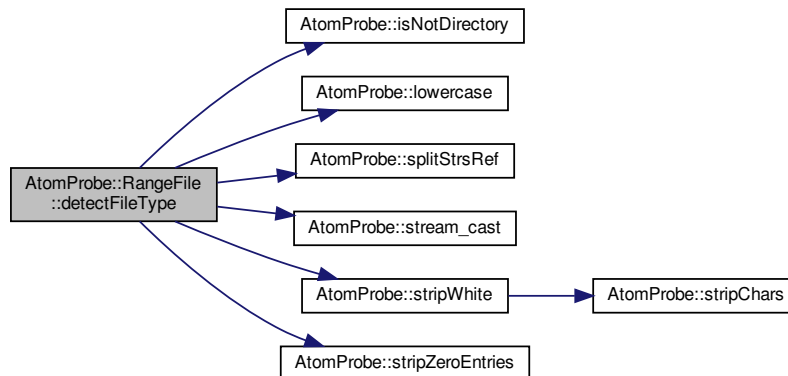 AtomProbe::isNotDirectory
AtomProbe::lowercase
AtomProbe::splitStrsRef
AtomProbe::RangeFile
::detectFileType
AtomProbe::stream_cast
AtomProbe::stripWhite
AtomProbe::stripChars
AtomProbe::stripZeroEntries